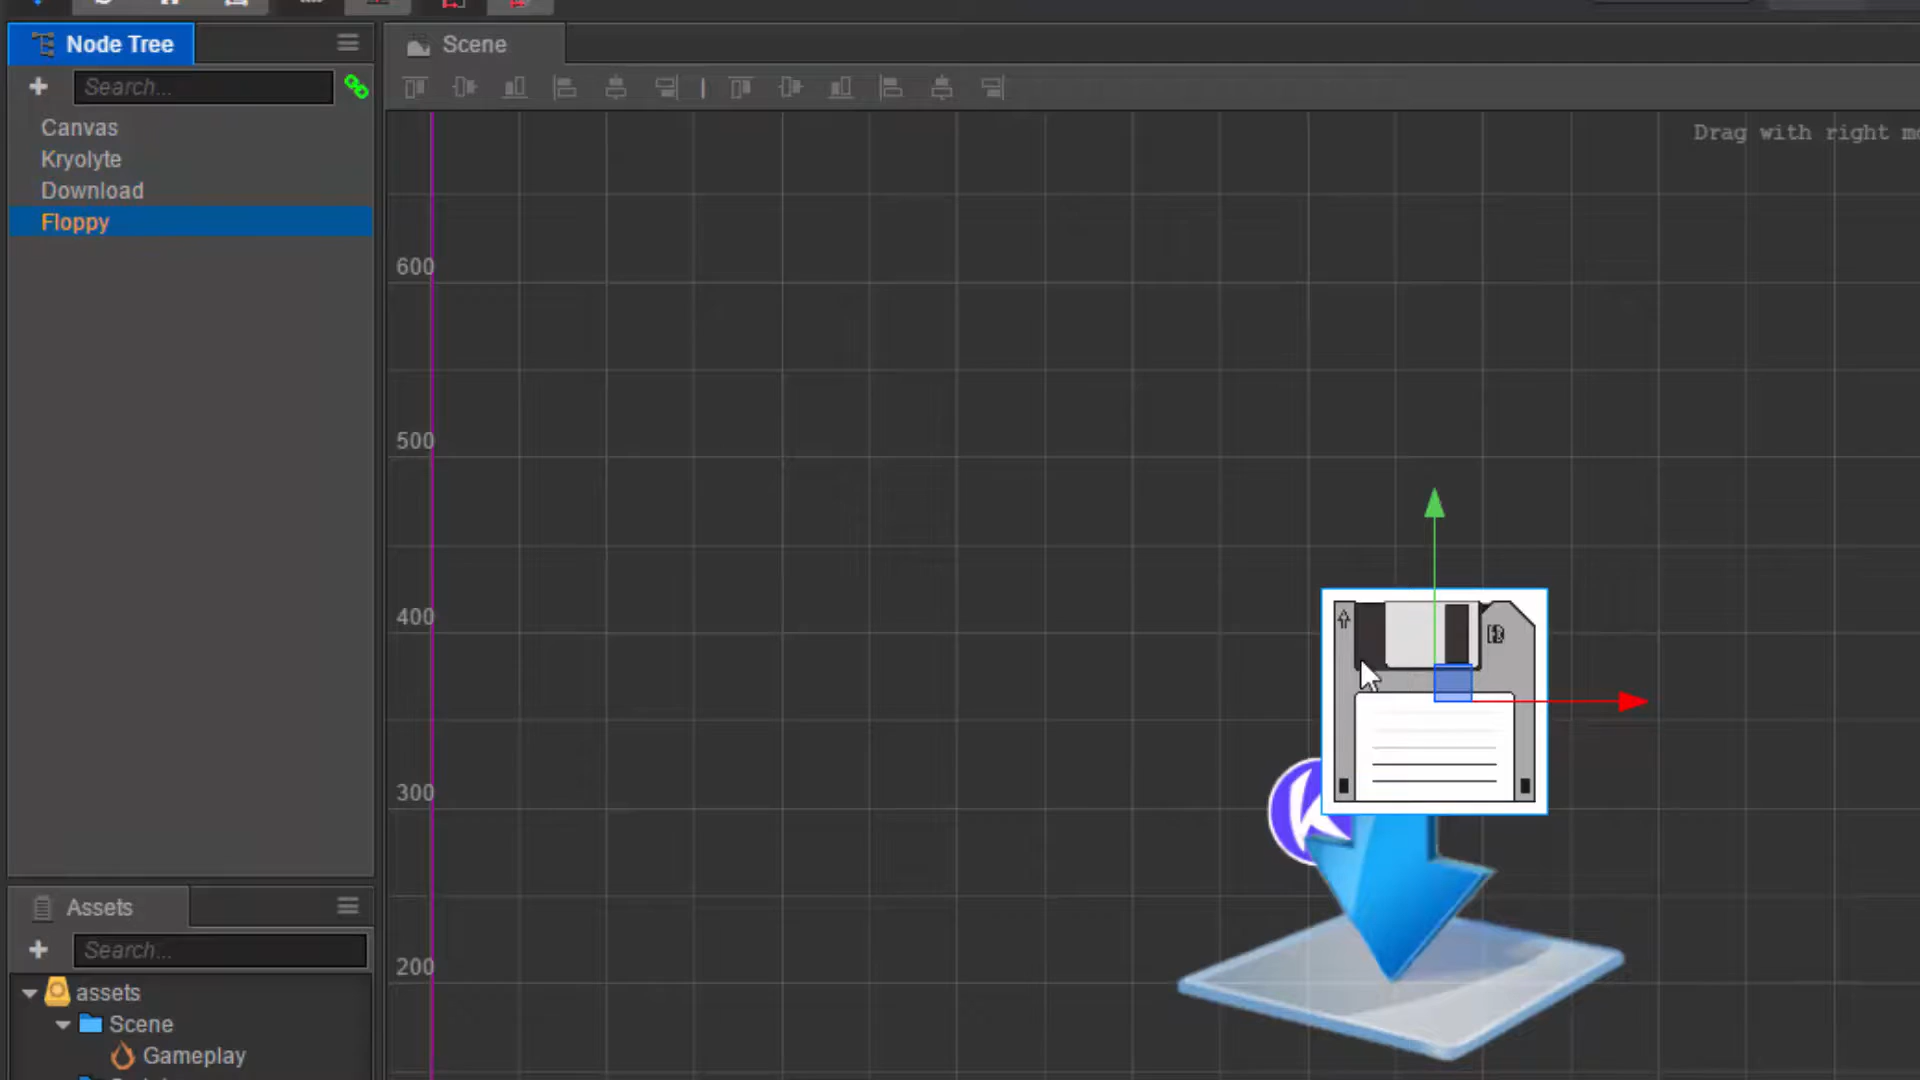 Node Tree
Search...
Canvas
Kryolyte
Download
Floppy
Scene
Drag with right
600
500
400
300
200
K
Assets
Search...
assets
Scene
Gameplay